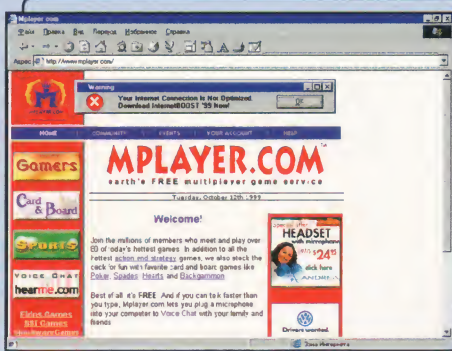 Mplayer com
Файл Правка Вид Переход Избранное Справка
Адрес http://www.mplayer.com/
Warning
Your Internet Connection Is Not Optimized.
Download InternetBOOST '99 Now!
HOME COMMUNITY EVENTS YOUR ACCOUNT HELP
Gamers
Card & Board
SPORTS
VOICE CHAT
hearme.com
MPLAYER.COM
earth's FREE multiplayer game service
Tuesday, October 12th 1999
Welcome!
Join the millions of members who meet and play over
80 of today's hottest games. In addition to all the
hottest action and strategy games, we also stack the
deck for fun with favorite card and board games like
Poker, Spades, Hearts and Backgammon
Best of all it's FREE. And if you can talk faster than
you type, Mplayer.com lets you plug a microphone
into your computer to Voice Chat with your family and
friends
special offer
HEADSET
with microphone
only $24.95
click here
ANDREA
Drivers wanted.
Зона Интернета